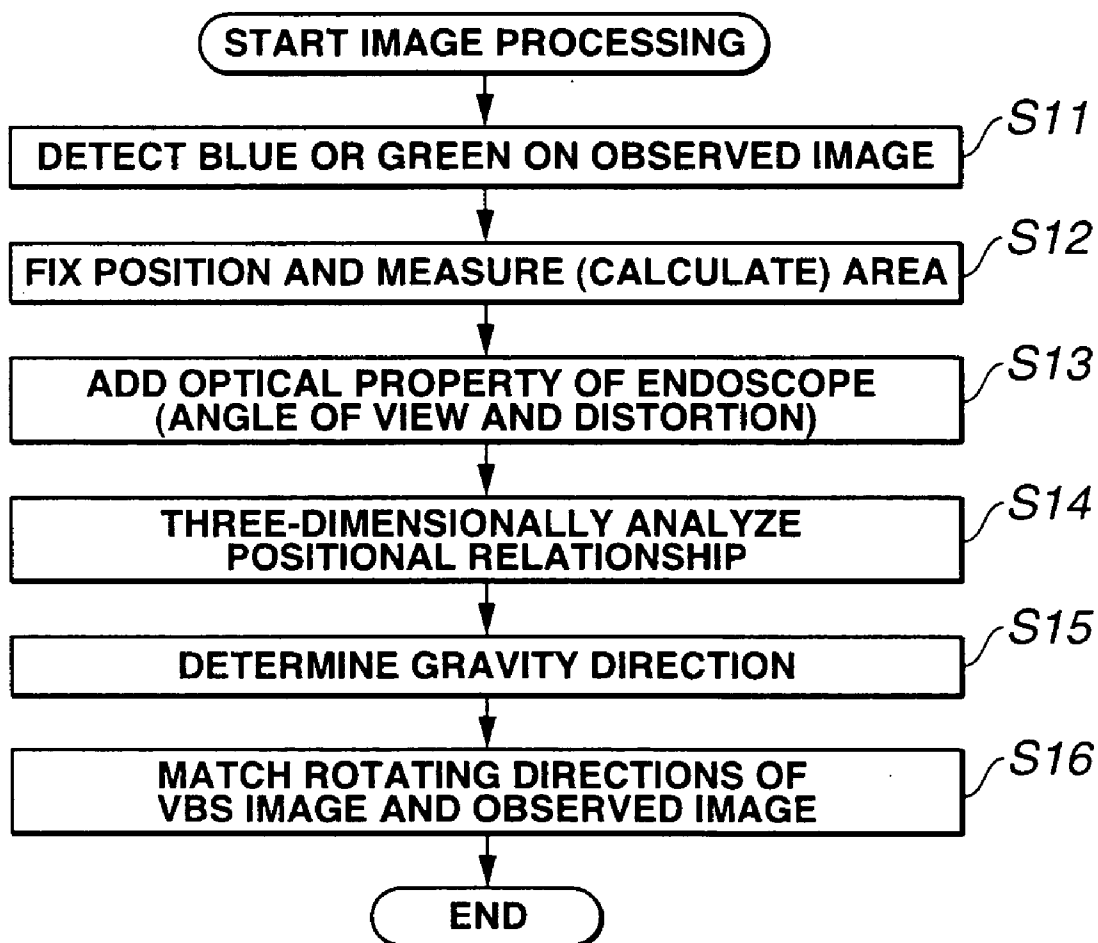 START IMAGE PROCESSING
S11
DETECT BLUE OR GREEN ON OBSERVED IMAGE
S12
FIX POSITION AND MEASURE (CALCULATE) AREA
S13
ADD OPTICAL PROPERTY OF ENDOSCOPE
(ANGLE OF VIEW AND DISTORTION)
S14
THREE-DIMENSIONALLY ANALYZE
POSITIONAL RELATIONSHIP
S15
DETERMINE GRAVITY DIRECTION
S16
MATCH ROTATING DIRECTIONS OF
VBS IMAGE AND OBSERVED IMAGE
END